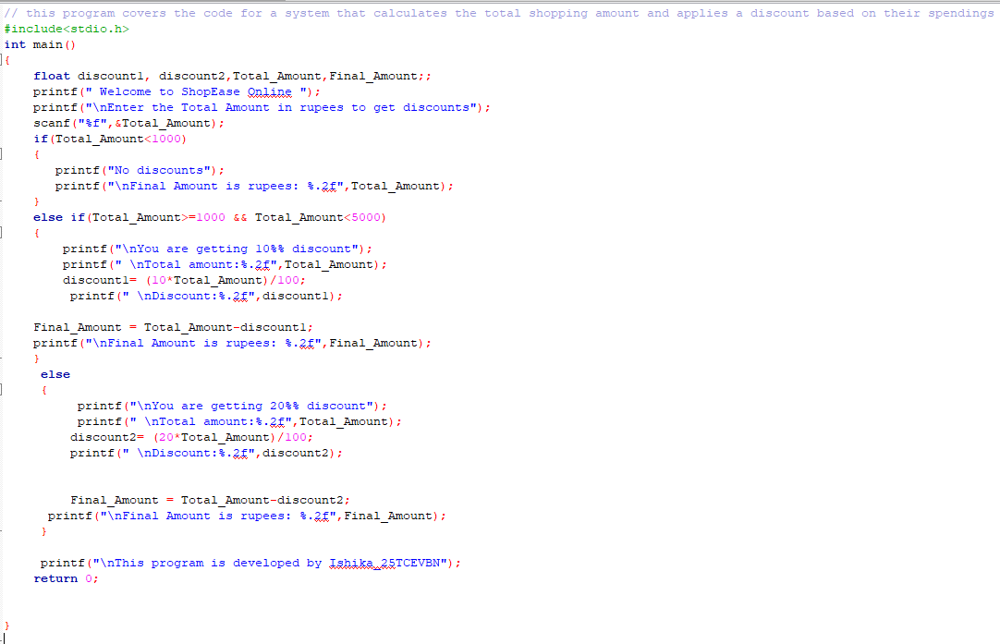 // this program covers the code for a system that calculates the total shopping amount and applies a discount based on their spendings
#include<stdio.h>
int main()
{
float discount1, discount2,Total_Amount,Final_Amount;;
printf(" Welcome to ShopEase Online ");
printf("\nEnter the Total Amount in rupees to get discounts");
scanf("%f",&Total_Amount);
if(Total_Amount<1000)
{
printf("No discounts");
printf("\nFinal Amount is rupees: %.2f",Total_Amount);
}
else if(Total_Amount>=1000 && Total_Amount<5000)
{
printf("\nYou are getting 10%% discount");
printf(" \nTotal amount:%.2f",Total_Amount);
discount1= (10*Total_Amount)/100;
printf(" \nDiscount:%.2f",discount1);
Final_Amount = Total_Amount-discount1;
printf("\nFinal Amount is rupees: %.2f",Final_Amount);
}
else
{
printf("\nYou are getting 20%% discount");
printf(" \nTotal amount:%.2f",Total_Amount);
discount2= (20*Total_Amount)/100;
printf(" \nDiscount:%.2f",discount2);
Final_Amount = Total_Amount-discount2;
printf("\nFinal Amount is rupees: %.2f",Final_Amount);
}
printf("\nThis program is developed by Ishika_25TCEVBN");
return 0;
}